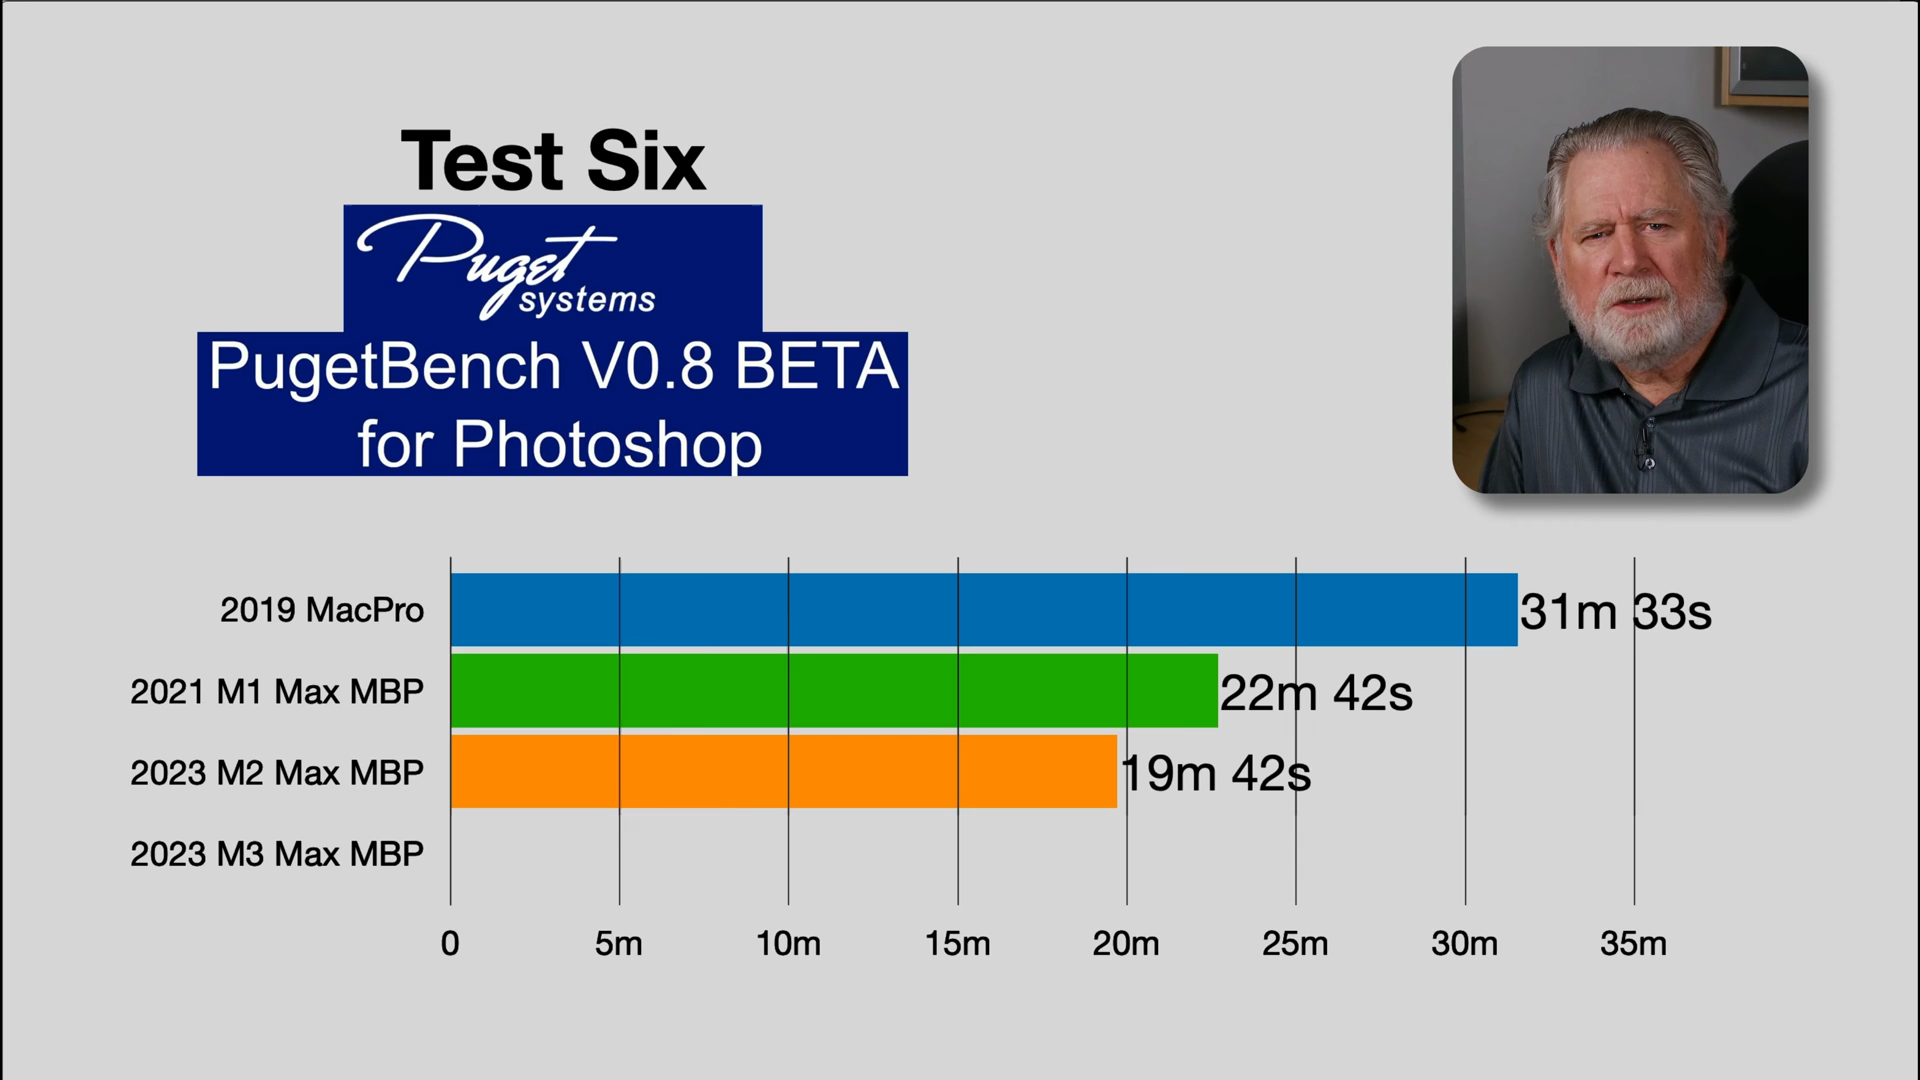 Test Six
Puget
systems
PugetBench V0.8 BETA
for Photoshop
2019 MacPro
31m 33s
2021 M1 Max MBP
22m 42s
2023 M2 Max MBP
19m 42s
2023 M3 Max MBP
0 5m 10m 15m 20m 25m 30m 35m